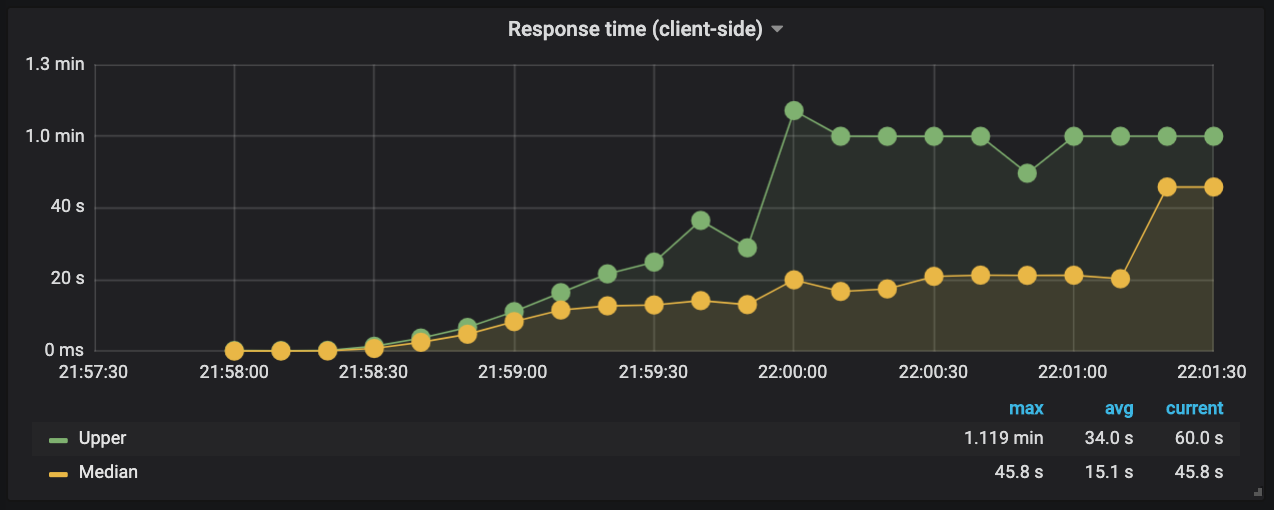 Response time (client-side)
1.3 min
1.0 min
40 s
20 s
0 ms
21:57:30 21:58:00 21:58:30 21:59:00 21:59:30 22:00:00 22:00:30 22:01:00 22:01:30
max avg current
Upper 1.119 min 34.0 s 60.0 s
Median 45.8 s 15.1 s 45.8 s